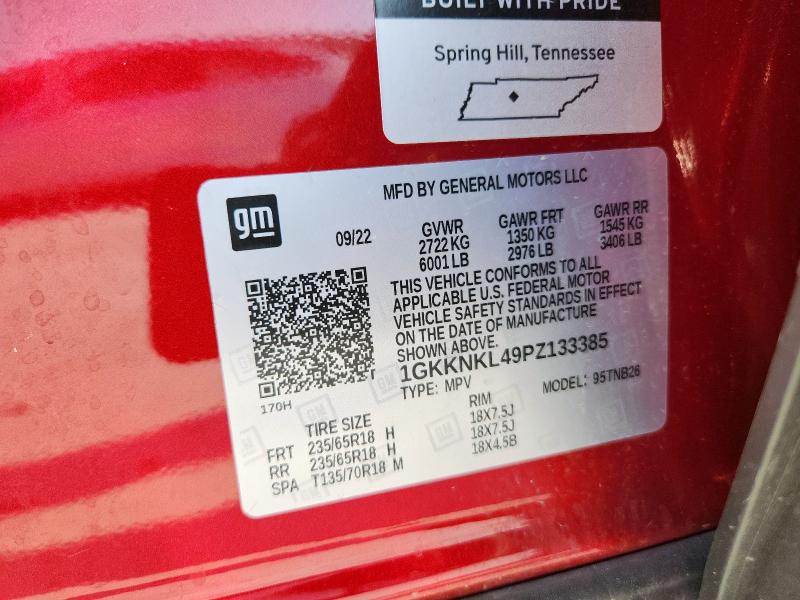 BUILT WITH PRIDE
Spring Hill, Tennessee
gm
MFD BY GENERAL MOTORS LLC
09/22
GVWR GAWR FRT GAWR RR
2722 KG 1350 KG 1545 KG
6001 LB 2976 LB 3406 LB
THIS VEHICLE CONFORMS TO ALL
APPLICABLE U.S. FEDERAL MOTOR
VEHICLE SAFETY STANDARDS IN EFFECT
ON THE DATE OF MANUFACTURE
SHOWN ABOVE.
1GKKNKL49PZ133385
TYPE: MPV MODEL: 95TNB26
170H
TIRE SIZE RIM
FRT 235/65R18 H 18X7.5J
RR 235/65R18 H 18X7.5J
SPA T135/70R18 M 18X4.5B